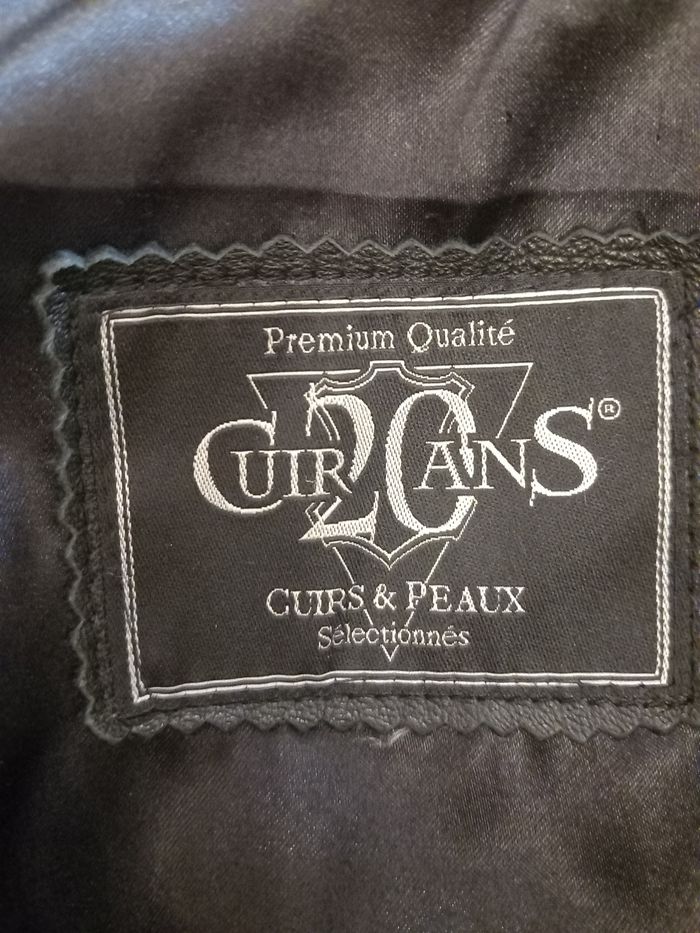 Premium Qualité
CUIR 20 ANS®
CUIRS & PEAUX
Sélectionnés